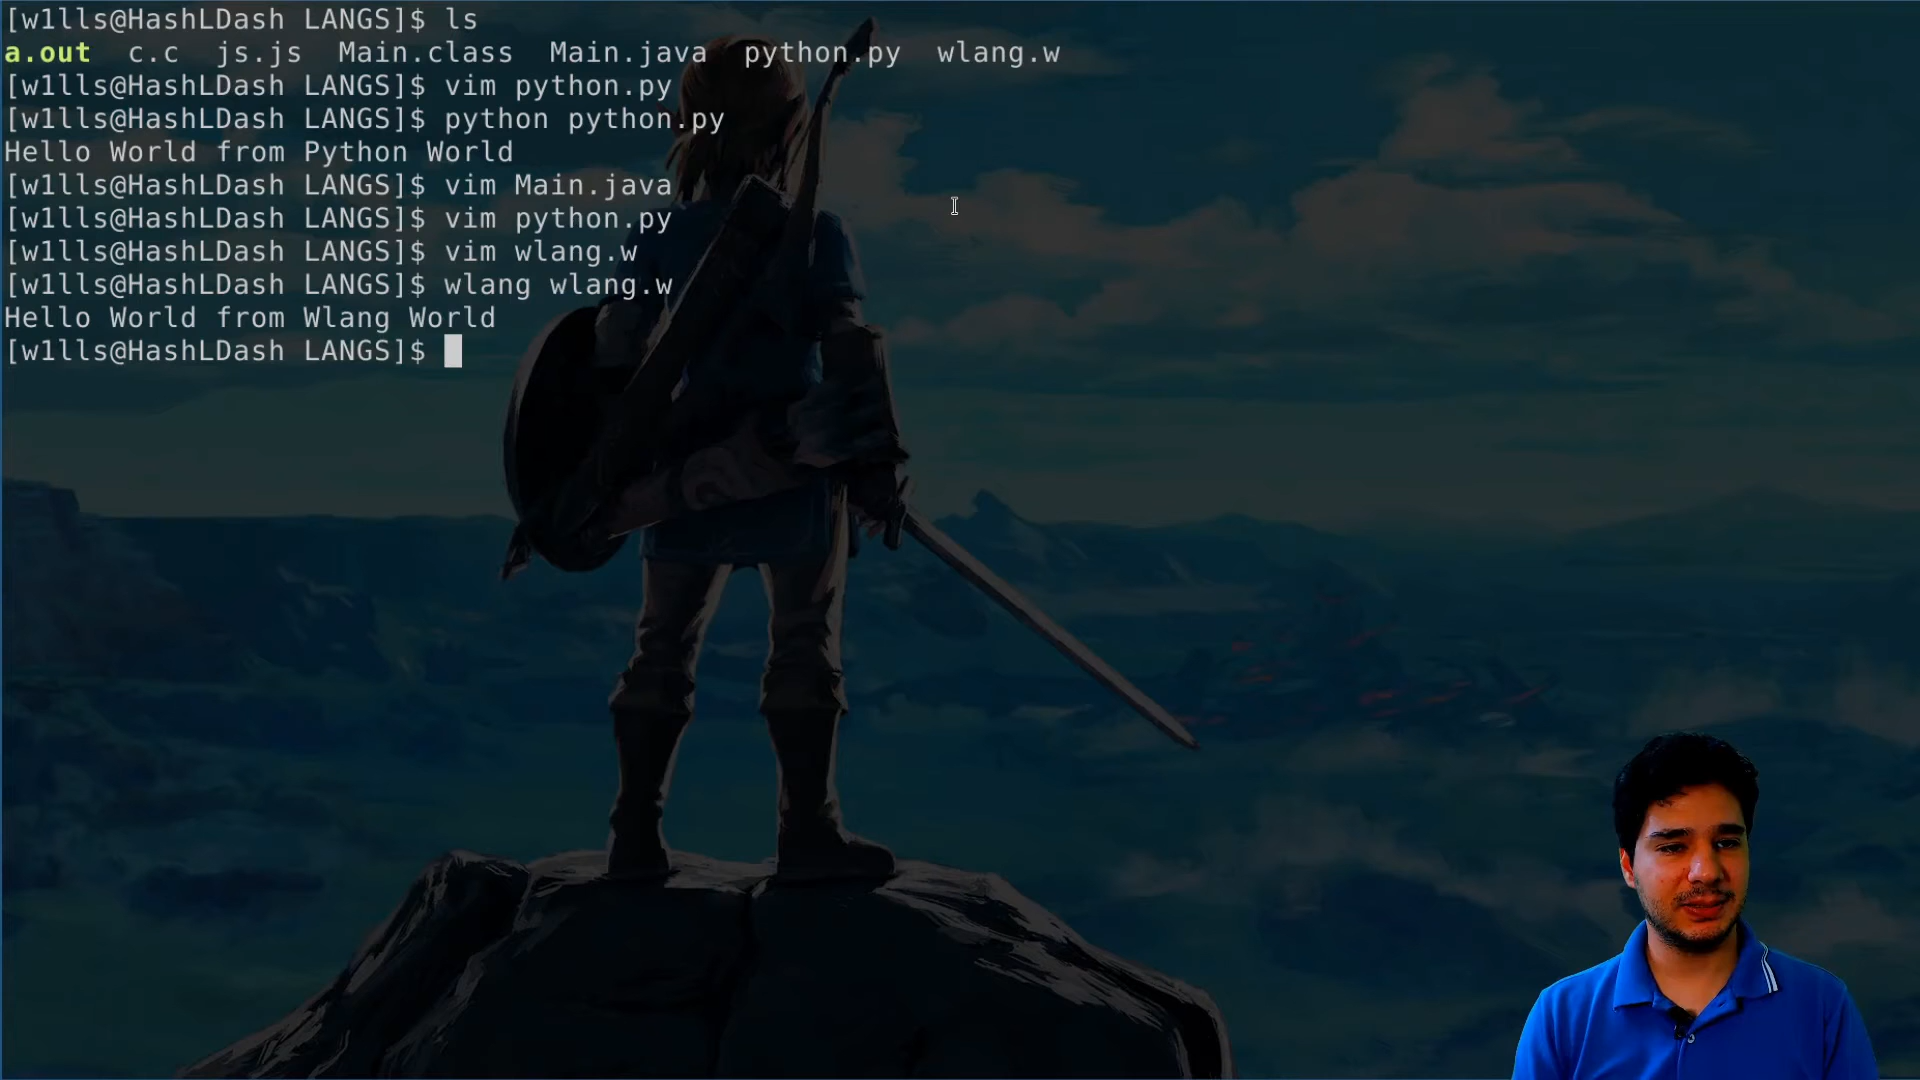 [w1lls@HashLDash LANGS]$ ls
a.out  c.c  js.js  Main.class  Main.java  python.py  wlang.w
[w1lls@HashLDash LANGS]$ vim python.py
[w1lls@HashLDash LANGS]$ python python.py
Hello World from Python World
[w1lls@HashLDash LANGS]$ vim Main.java
[w1lls@HashLDash LANGS]$ vim python.py
[w1lls@HashLDash LANGS]$ vim wlang.w
[w1lls@HashLDash LANGS]$ wlang wlang.w
Hello World from Wlang World
[w1lls@HashLDash LANGS]$